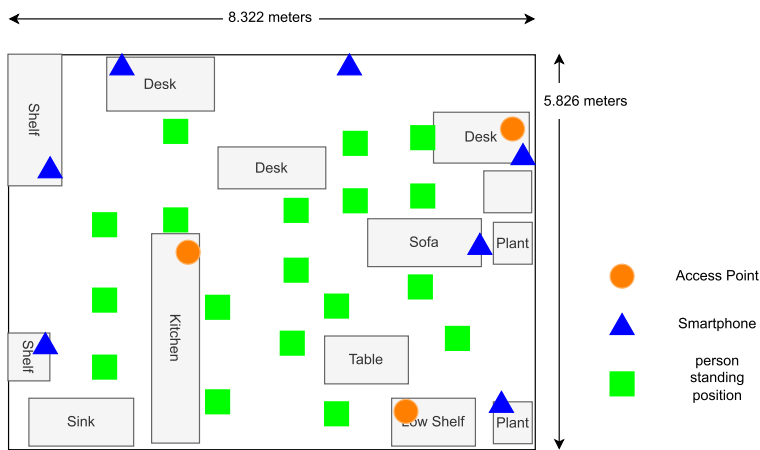 8.322 meters
Desk
Shelf
5.826 meters
Desk
Desk
Sofa
Plant
Access Point
Kitchen
Smartphone
Shelf
Table
person
standing
position
Sink
Low Shelf
Plant